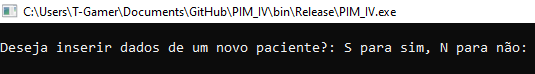 C:\Users\T-Gamer\Documents\GitHub\PIM_IV\bin\Release\PIM_IV.exe
Deseja inserir dados de um novo paciente?: S para sim, N para não: